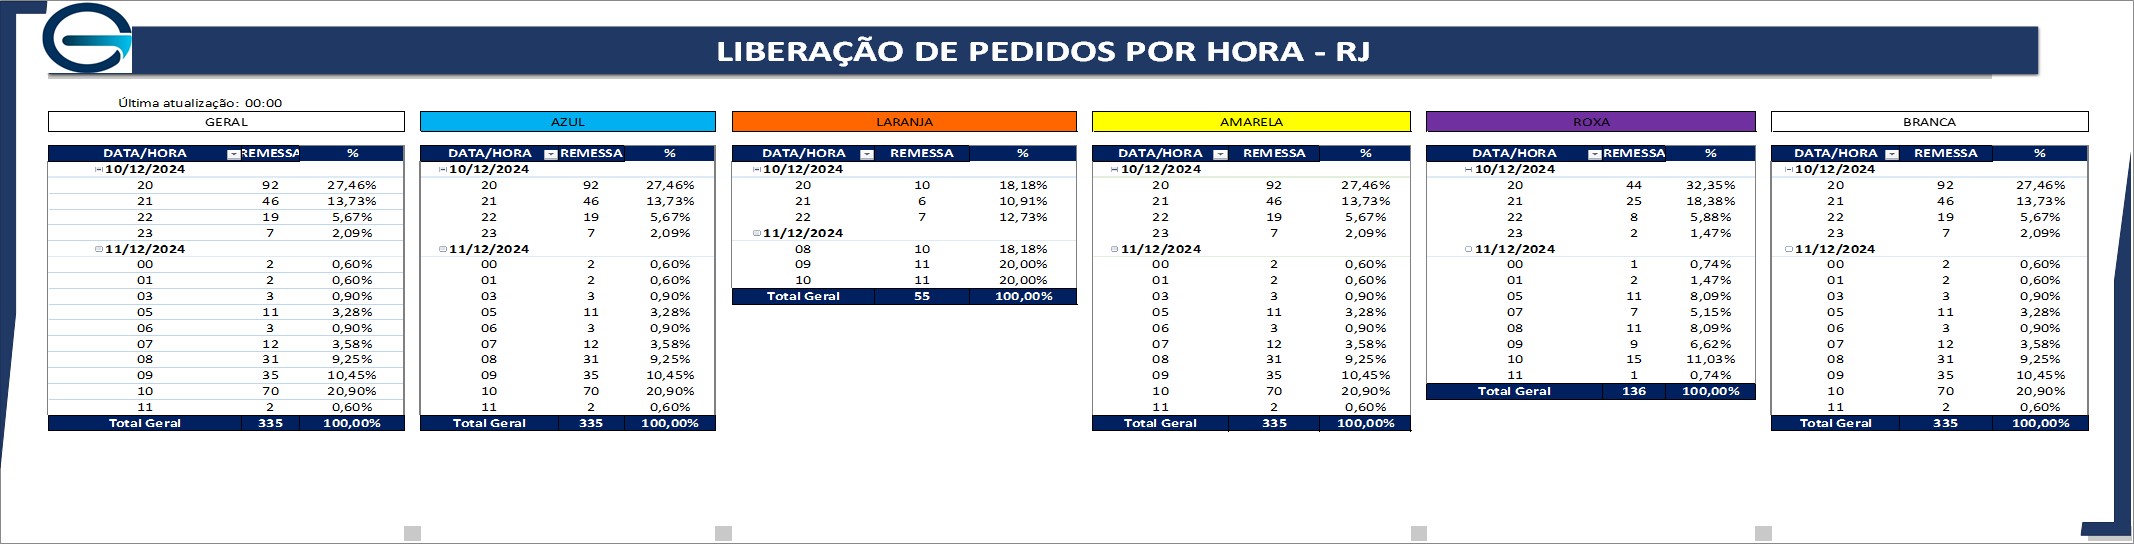 LIBERAÇÃO DE PEDIDOS POR HORA - RJ
Última atualização: 00:00
GERAL
DATA/HORA REMESSA %
10/12/2024
20 92 27,46%
21 46 13,73%
22 19 5,67%
23 7 2,09%
11/12/2024
00 2 0,60%
01 2 0,60%
03 3 0,90%
05 11 3,28%
06 3 0,90%
07 12 3,58%
08 31 9,25%
09 35 10,45%
10 70 20,90%
11 2 0,60%
Total Geral 335 100,00%
AZUL
DATA/HORA REMESSA %
10/12/2024
20 92 27,46%
21 46 13,73%
22 19 5,67%
23 7 2,09%
11/12/2024
00 2 0,60%
01 2 0,60%
03 3 0,90%
05 11 3,28%
06 3 0,90%
07 12 3,58%
08 31 9,25%
09 35 10,45%
10 70 20,90%
11 2 0,60%
Total Geral 335 100,00%
LARANJA
DATA/HORA REMESSA %
10/12/2024
20 10 18,18%
21 6 10,91%
22 7 12,73%
11/12/2024
08 10 18,18%
09 11 20,00%
10 11 20,00%
Total Geral 55 100,00%
AMARELA
DATA/HORA REMESSA %
10/12/2024
20 92 27,46%
21 46 13,73%
22 19 5,67%
23 7 2,09%
11/12/2024
00 2 0,60%
01 2 0,60%
03 3 0,90%
05 11 3,28%
06 3 0,90%
07 12 3,58%
08 31 9,25%
09 35 10,45%
10 70 20,90%
11 2 0,60%
Total Geral 335 100,00%
ROXA
DATA/HORA REMESSA %
10/12/2024
20 44 32,35%
21 25 18,38%
22 8 5,88%
23 2 1,47%
11/12/2024
00 1 0,74%
01 2 1,47%
05 11 8,09%
07 7 5,15%
08 11 8,09%
09 9 6,62%
10 15 11,03%
11 1 0,74%
Total Geral 136 100,00%
BRANCA
DATA/HORA REMESSA %
10/12/2024
20 92 27,46%
21 46 13,73%
22 19 5,67%
23 7 2,09%
11/12/2024
00 2 0,60%
01 2 0,60%
03 3 0,90%
05 11 3,28%
06 3 0,90%
07 12 3,58%
08 31 9,25%
09 35 10,45%
10 70 20,90%
11 2 0,60%
Total Geral 335 100,00%